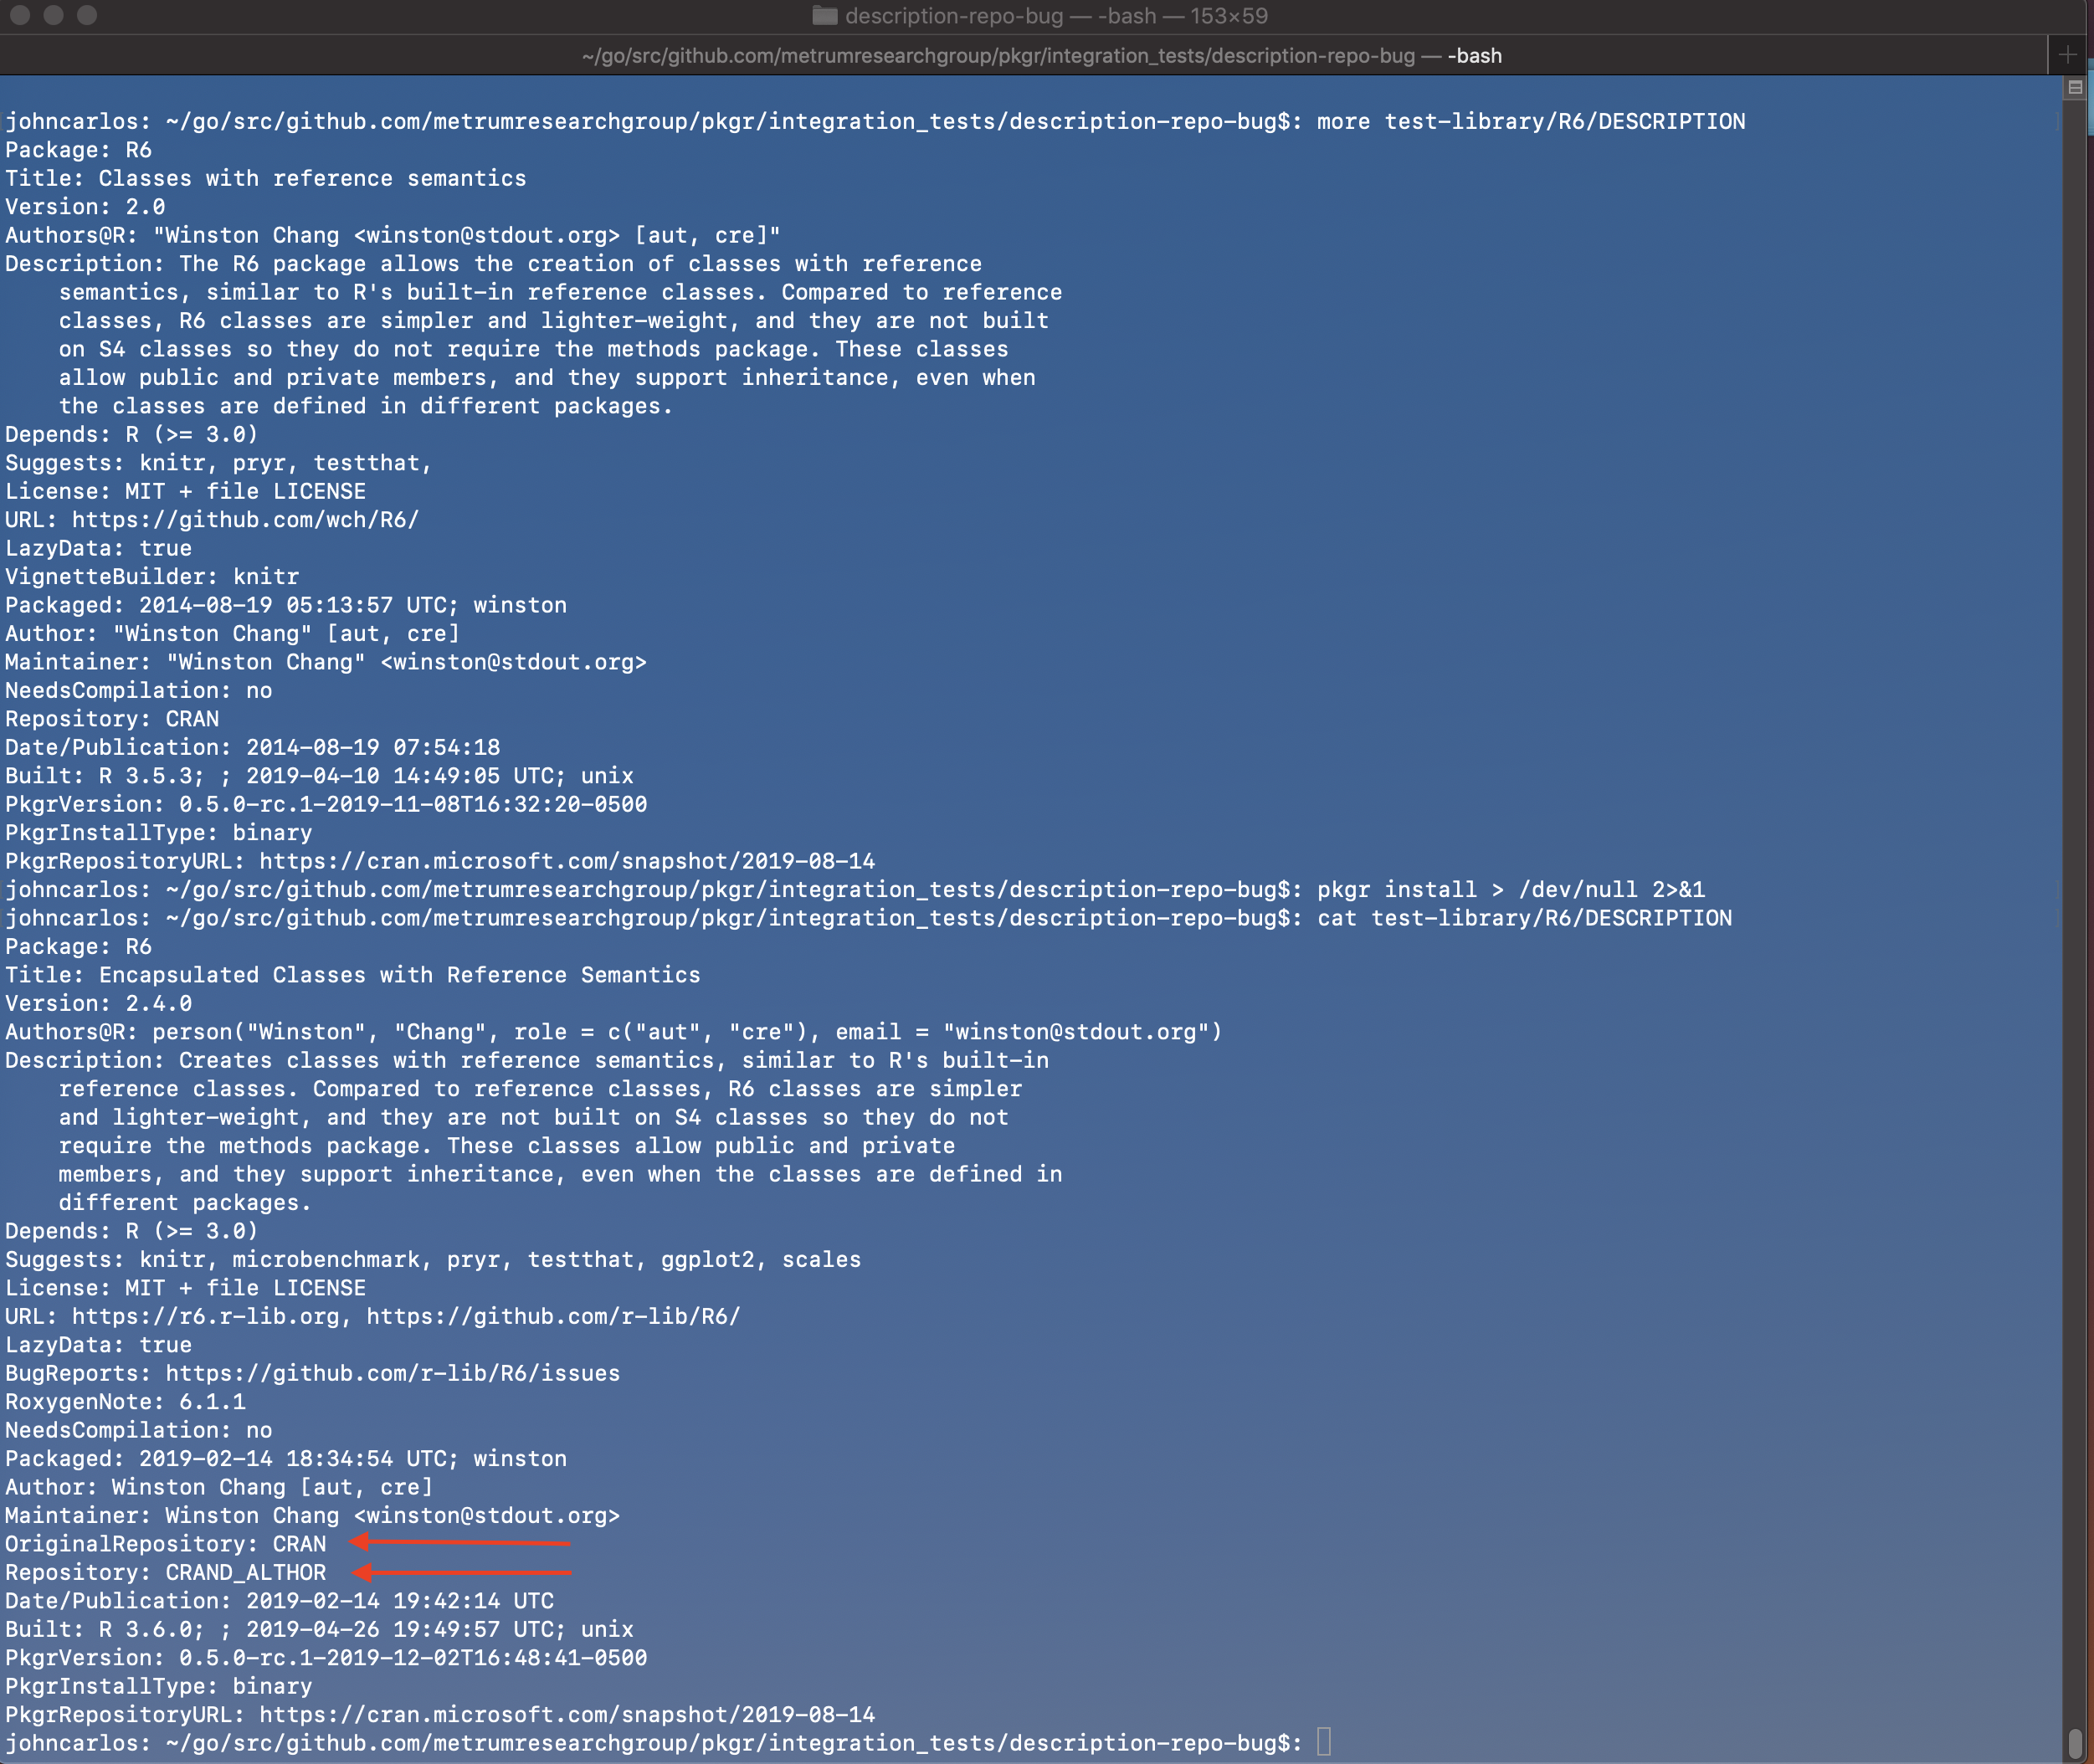 description-repo-bug — -bash — 153×59
~/go/src/github.com/metrumresearchgroup/pkgr/integration_tests/description-repo-bug — -bash
johncarlos: ~/go/src/github.com/metrumresearchgroup/pkgr/integration_tests/description-repo-bug$: more test-library/R6/DESCRIPTION
Package: R6
Title: Classes with reference semantics
Version: 2.0
Authors@R: "Winston Chang <winston@stdout.org> [aut, cre]"
Description: The R6 package allows the creation of classes with reference
    semantics, similar to R's built-in reference classes. Compared to reference
    classes, R6 classes are simpler and lighter-weight, and they are not built
    on S4 classes so they do not require the methods package. These classes
    allow public and private members, and they support inheritance, even when
    the classes are defined in different packages.
Depends: R (>= 3.0)
Suggests: knitr, pryr, testthat,
License: MIT + file LICENSE
URL: https://github.com/wch/R6/
LazyData: true
VignetteBuilder: knitr
Packaged: 2014-08-19 05:13:57 UTC; winston
Author: "Winston Chang" [aut, cre]
Maintainer: "Winston Chang" <winston@stdout.org>
NeedsCompilation: no
Repository: CRAN
Date/Publication: 2014-08-19 07:54:18
Built: R 3.5.3; ; 2019-04-10 14:49:05 UTC; unix
PkgrVersion: 0.5.0-rc.1-2019-11-08T16:32:20-0500
PkgrInstallType: binary
PkgrRepositoryURL: https://cran.microsoft.com/snapshot/2019-08-14
johncarlos: ~/go/src/github.com/metrumresearchgroup/pkgr/integration_tests/description-repo-bug$: pkgr install > /dev/null 2>&1
johncarlos: ~/go/src/github.com/metrumresearchgroup/pkgr/integration_tests/description-repo-bug$: cat test-library/R6/DESCRIPTION
Package: R6
Title: Encapsulated Classes with Reference Semantics
Version: 2.4.0
Authors@R: person("Winston", "Chang", role = c("aut", "cre"), email = "winston@stdout.org")
Description: Creates classes with reference semantics, similar to R's built-in
    reference classes. Compared to reference classes, R6 classes are simpler
    and lighter-weight, and they are not built on S4 classes so they do not
    require the methods package. These classes allow public and private
    members, and they support inheritance, even when the classes are defined in
    different packages.
Depends: R (>= 3.0)
Suggests: knitr, microbenchmark, pryr, testthat, ggplot2, scales
License: MIT + file LICENSE
URL: https://r6.r-lib.org, https://github.com/r-lib/R6/
LazyData: true
BugReports: https://github.com/r-lib/R6/issues
RoxygenNote: 6.1.1
NeedsCompilation: no
Packaged: 2019-02-14 18:34:54 UTC; winston
Author: Winston Chang [aut, cre]
Maintainer: Winston Chang <winston@stdout.org>
OriginalRepository: CRAN
Repository: CRAND_ALTHOR
Date/Publication: 2019-02-14 19:42:14 UTC
Built: R 3.6.0; ; 2019-04-26 19:49:57 UTC; unix
PkgrVersion: 0.5.0-rc.1-2019-12-02T16:48:41-0500
PkgrInstallType: binary
PkgrRepositoryURL: https://cran.microsoft.com/snapshot/2019-08-14
johncarlos: ~/go/src/github.com/metrumresearchgroup/pkgr/integration_tests/description-repo-bug$: